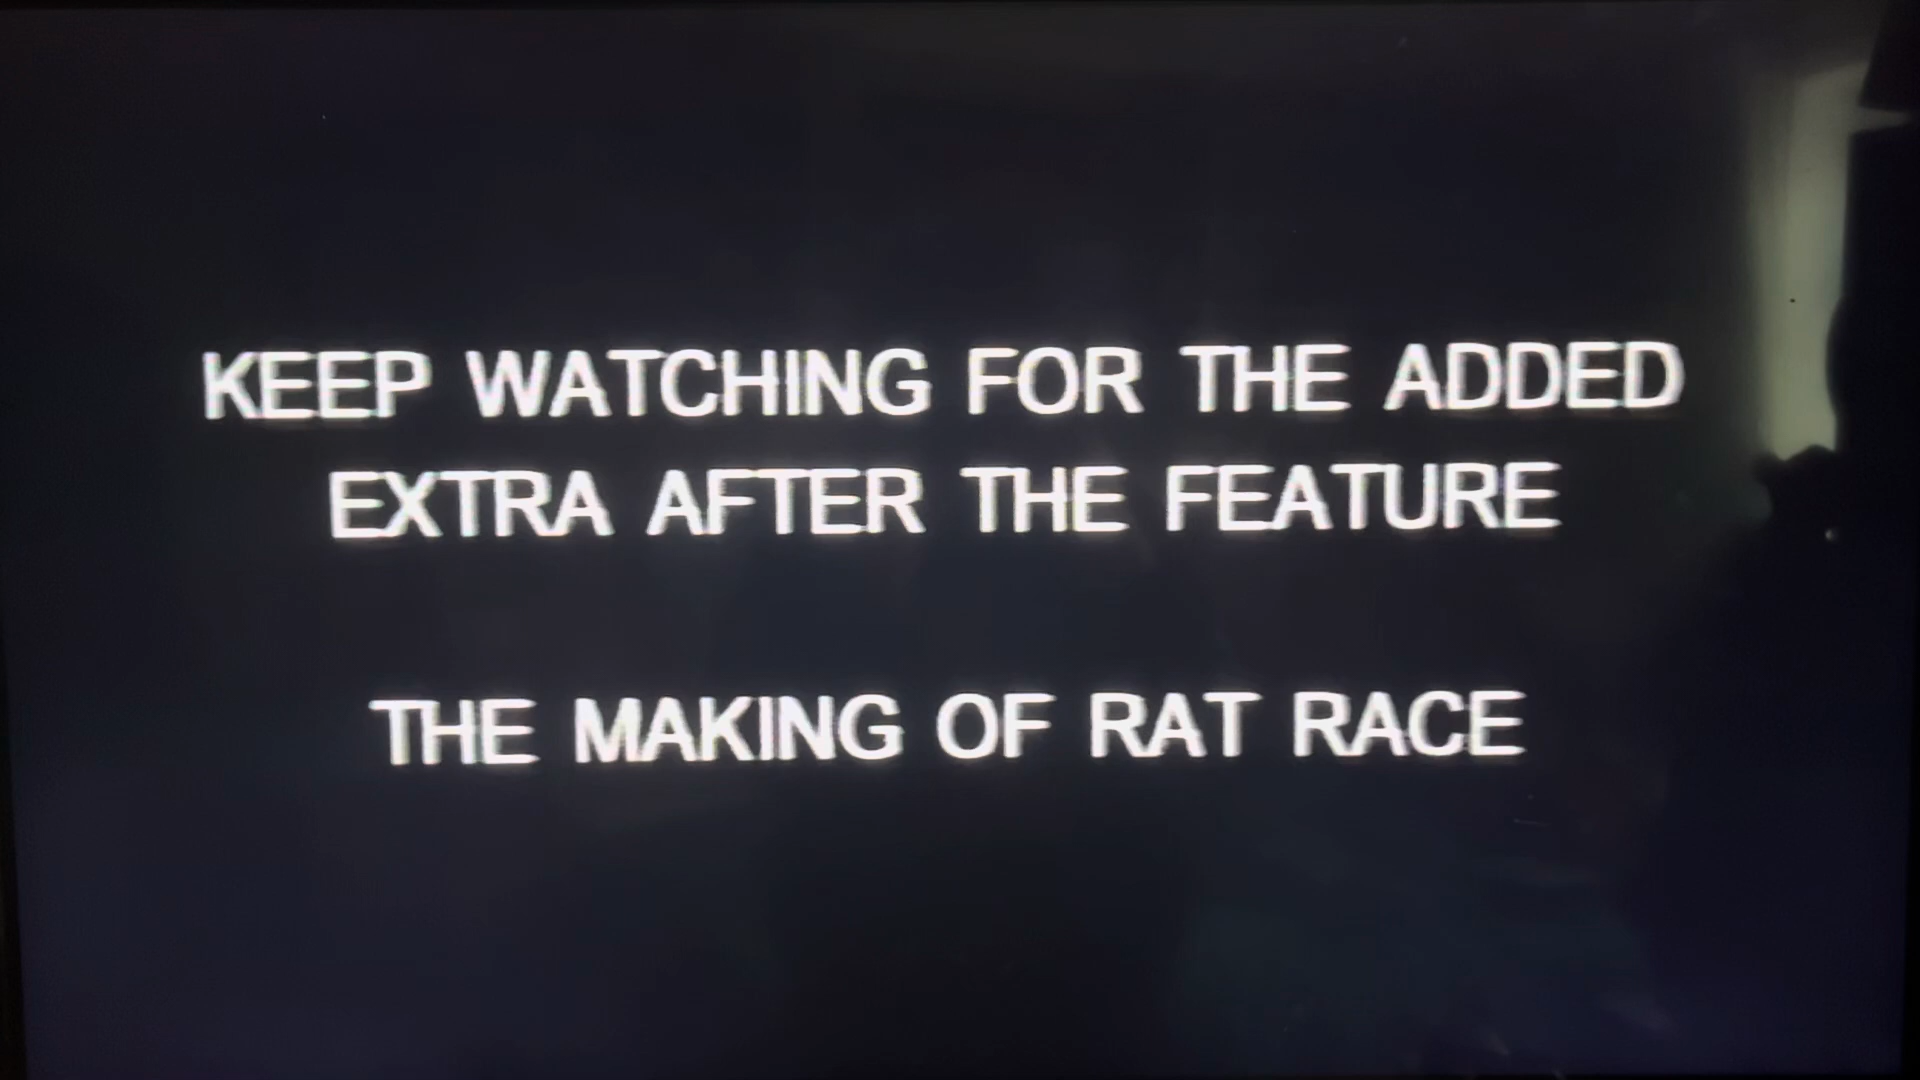 KEEP WATCHING FOR THE ADDED
EXTRA AFTER THE FEATURE
THE MAKING OF RAT RACE